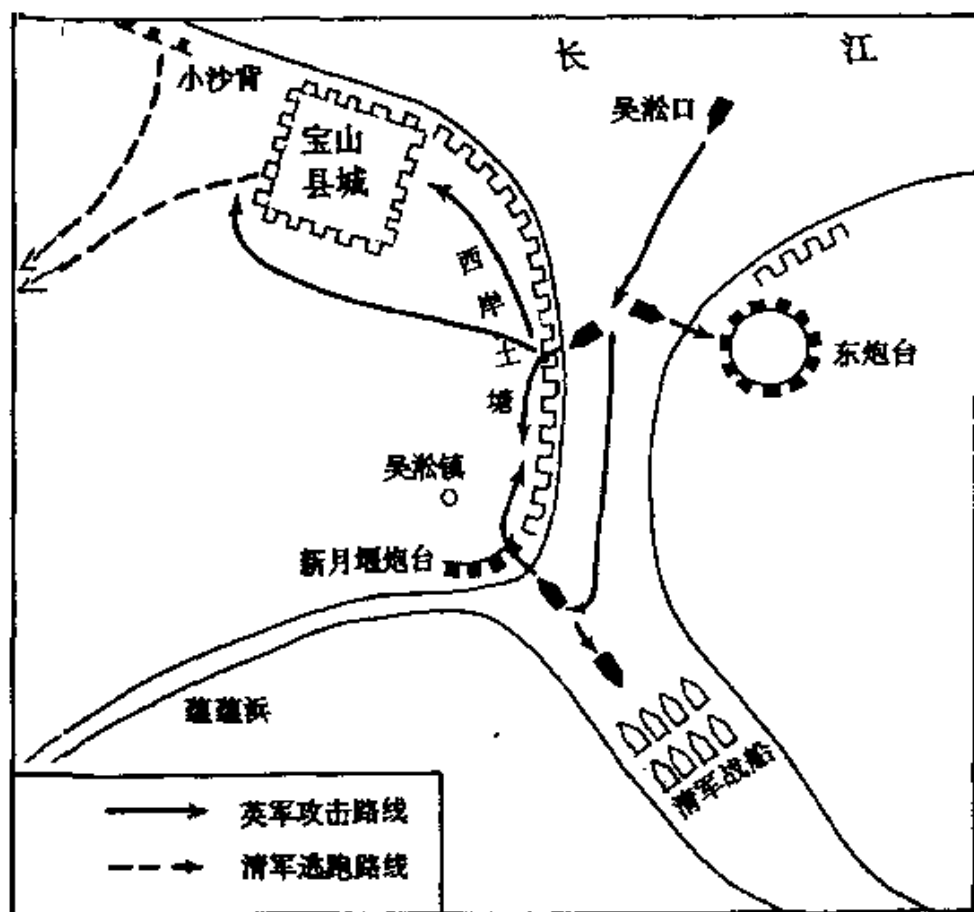 长江
吴淞口
小沙背
宝山
县城
西岸土塘
东炮台
吴淞镇
新月堰炮台
蕴蕴浜
清军战船
英军攻击路线
清军逃跑路线